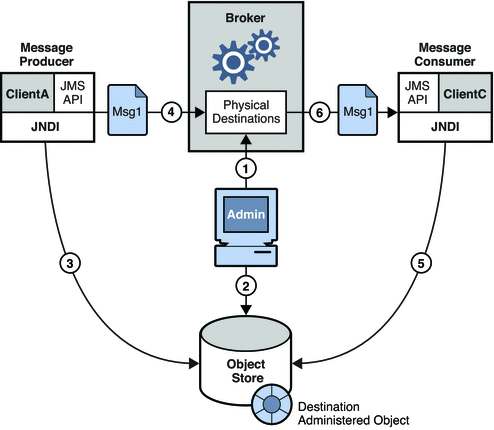 Broker
Message
Producer
Message
Consumer
ClientA
JMS
API
JNDI
Msg1
4
Physical
Destinations
6
Msg1
JMS
API
ClientC
JNDI
1
Admin
3
2
5
Object
Store
Destination
Administered Object